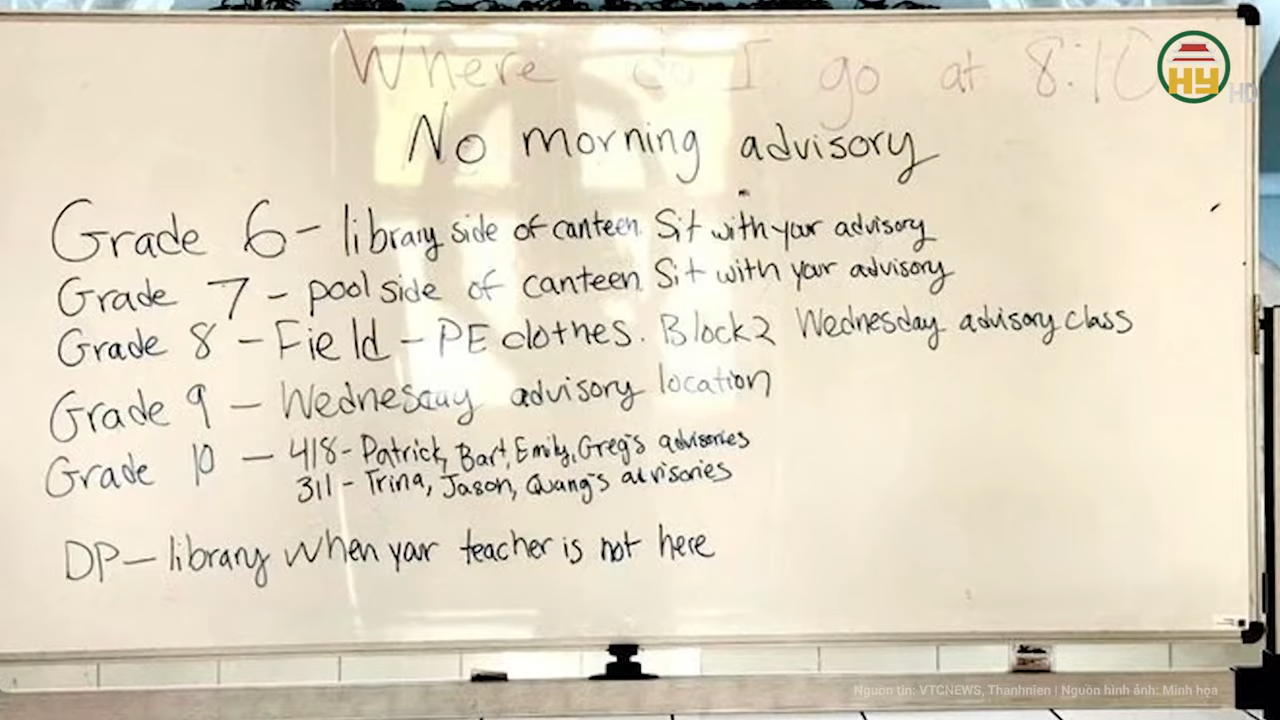 Where do I go at 8:10
HY
HD
No morning advisory
Grade 6 - library side of canteen. Sit with your advisory
Grade 7 - pool side of canteen. Sit with your advisory
Grade 8 - Field - PE clothes. Block 2 Wednesday advisory class
Grade 9 - Wednesday advisory location
Grade 10 - 418 - Patrick, Bart, Emily, Greg's advisories
311 - Trina, Jason, Quang's advisories
DP - library when your teacher is not here
Nguồn tin: VTCNEWS, Thanhnien | Nguồn hình ảnh: Minh họa